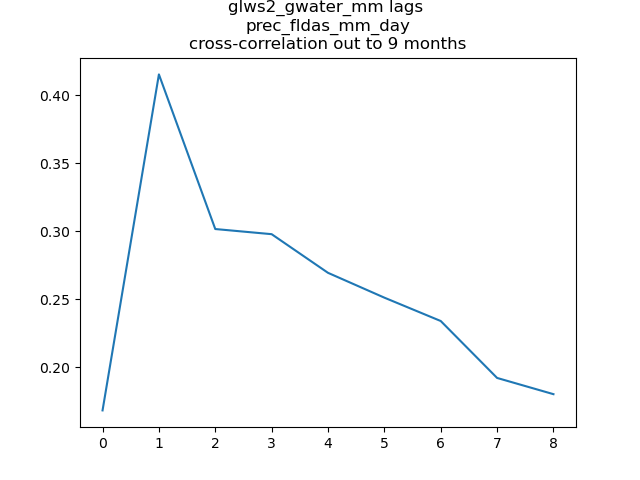 glws2_gwater_mm lags
prec_fldas_mm_day
cross-correlation out to 9 months
0.40
0.35
0.30
0.25
0.20
0 1 2 3 4 5 6 7 8